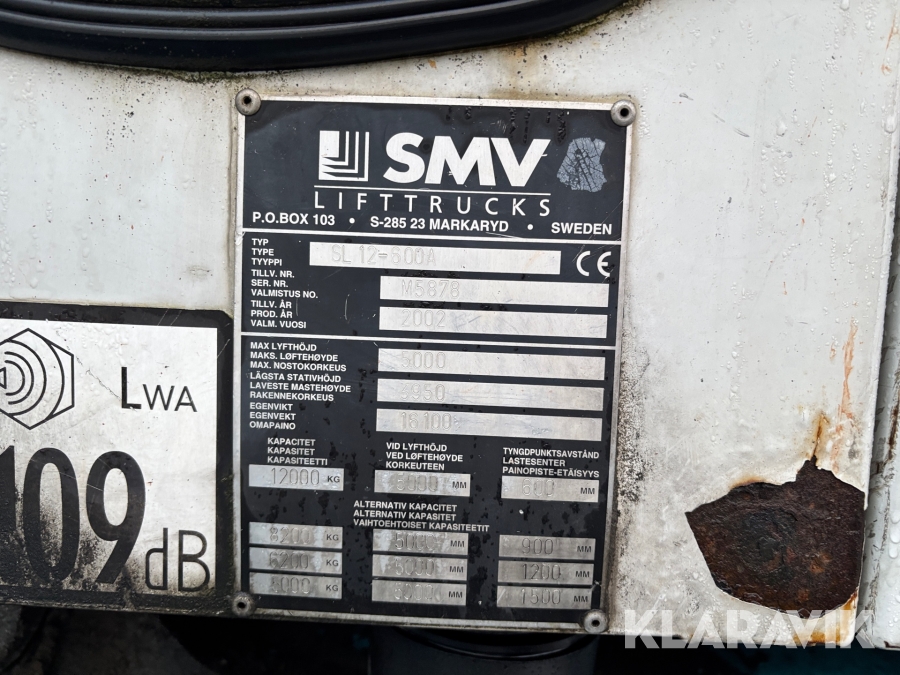 SMV
LIFTTRUCKS
P.O.BOX 103 • S-285 23 MARKARYD • SWEDEN
TYP
TYPE
TYYPPI
SL 12-600A
CE
TILLV. NR.
SER. NR.
VALMISTUS NO.
M5878
TILLV. ÅR
PROD. ÅR
VALM. VUOSI
2002
MAX LYFTHÖJD
MAKS. LØFTEHØYDE
MAX. NOSTOKORKEUS
5000
LÄGSTA STATIVHÖJD
LAVESTE MASTEHØYDE
RAKENNEKORKEUS
EGENVIKT
EGENVEKT
OMAPAINO
16100
KAPACITET
KAPASITET
KAPASITEETTI
VID LYFTHÖJD
VED LØFTEHØYDE
KORKEUTEEN
TYNGDPUNKTSAVSTÅND
LASTESENTER
PAINOPISTE-ETÄISYYS
12000 KG
5000 MM
600 MM
ALTERNATIV KAPACITET
ALTERNATIV KAPASITET
VAIHTOEHTOISET KAPASITEETIT
KG MM 900 MM
KG MM 1200 MM
KG MM 1500 MM
LWA
109 dB
KLARAVIK